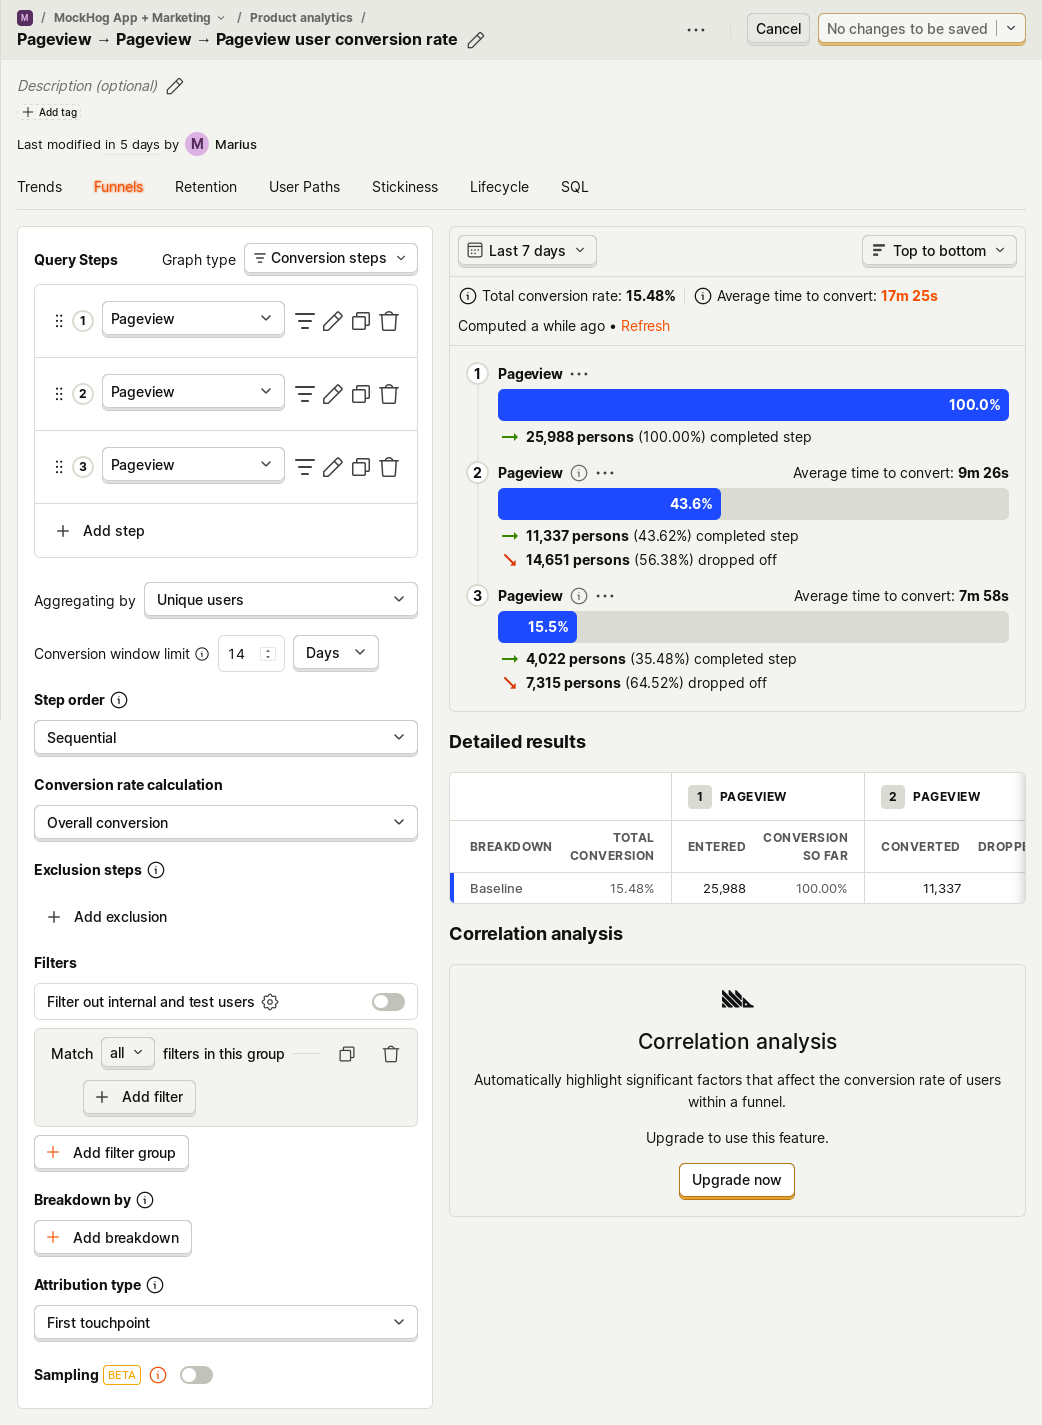 M / MockHog App + Marketing / Product analytics /
Pageview → Pageview → Pageview user conversion rate
Cancel
No changes to be saved
Description (optional)
Add tag
Last modified in 5 days by M Marius
Trends Funnels Retention User Paths Stickiness Lifecycle SQL
Query Steps Graph type Conversion steps
1 Pageview
2 Pageview
3 Pageview
Add step
Aggregating by Unique users
Conversion window limit 14 Days
Step order
Sequential
Conversion rate calculation
Overall conversion
Exclusion steps
Add exclusion
Filters
Filter out internal and test users
Match all filters in this group
Add filter
Add filter group
Breakdown by
Add breakdown
Attribution type
First touchpoint
Sampling BETA
Last 7 days Top to bottom
Total conversion rate: 15.48% Average time to convert: 17m 25s
Computed a while ago • Refresh
1 Pageview
100.0%
→ 25,988 persons (100.00%) completed step
2 Pageview Average time to convert: 9m 26s
43.6%
→ 11,337 persons (43.62%) completed step
↘ 14,651 persons (56.38%) dropped off
3 Pageview Average time to convert: 7m 58s
15.5%
→ 4,022 persons (35.48%) completed step
↘ 7,315 persons (64.52%) dropped off
Detailed results
1 PAGEVIEW 2 PAGEVIEW
BREAKDOWN TOTAL CONVERSION ENTERED CONVERSION SO FAR CONVERTED DROPPE
Baseline 15.48% 25,988 100.00% 11,337
Correlation analysis
Correlation analysis
Automatically highlight significant factors that affect the conversion rate of users
within a funnel.
Upgrade to use this feature.
Upgrade now